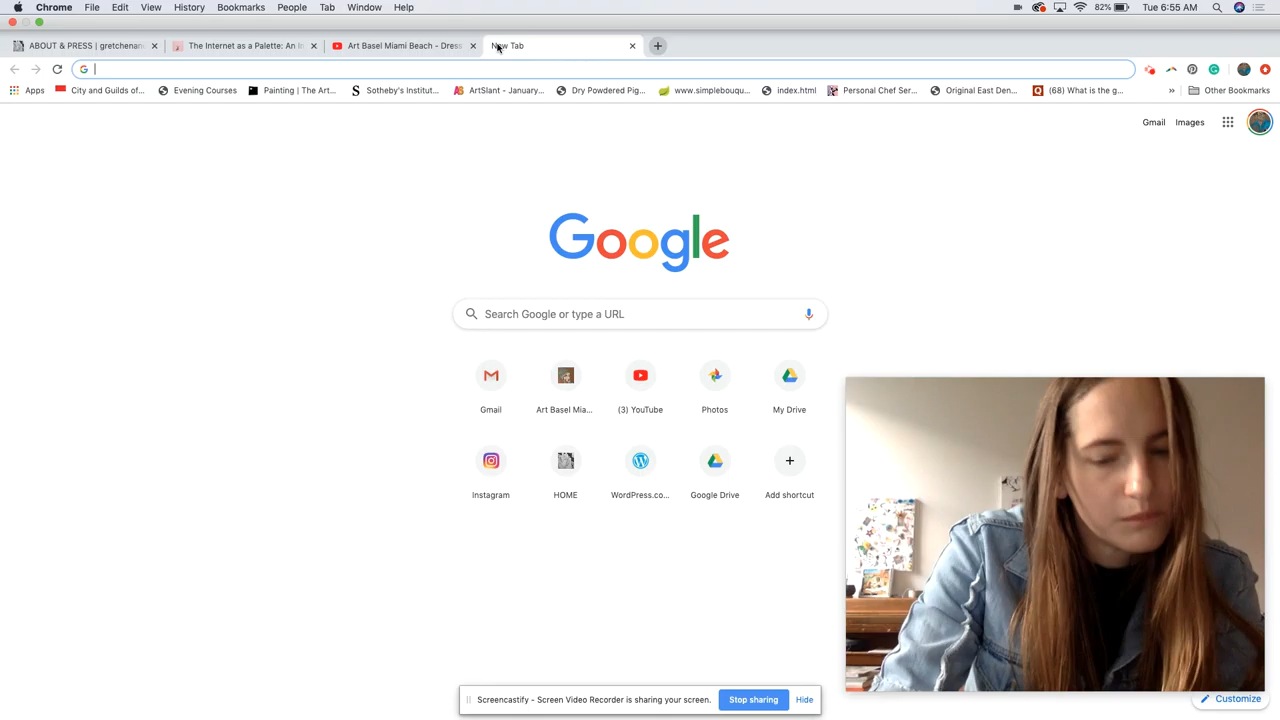 Chrome File Edit View History Bookmarks People Tab Window Help 82% Tue 6:55 AM
ABOUT & PRESS | gretchenan The Internet as a Palette: An In Art Basel Miami Beach - Dress New Tab
Apps City and Guilds of... Evening Courses Painting | The Art... Sotheby's Institut... ArtSlant - January... Dry Powdered Pig... www.simplebouqu... index.html Personal Chef Ser... Original East Den... (68) What is the g... » Other Bookmarks
Gmail Images
Google
Search Google or type a URL
Gmail Art Basel Mia... (3) YouTube Photos My Drive
Instagram HOME WordPress.co... Google Drive Add shortcut
Screencastify - Screen Video Recorder is sharing your screen. Stop sharing Hide
Customize